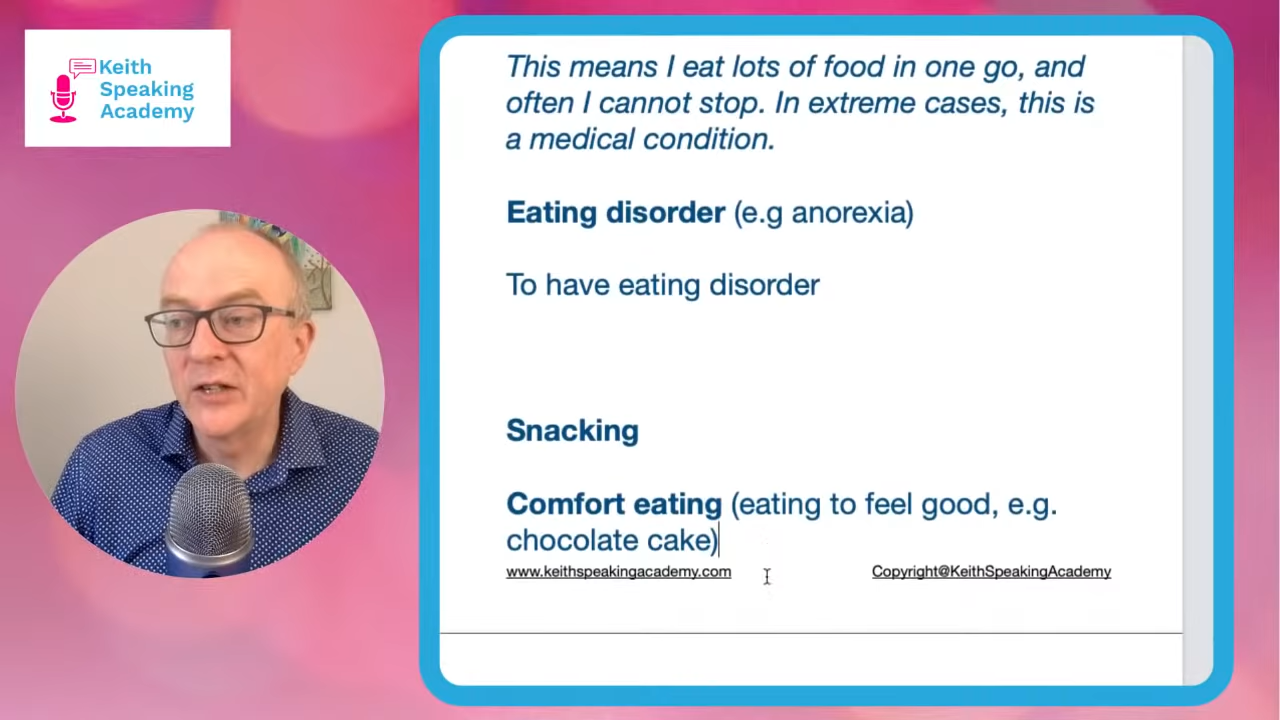 Keith
Speaking
Academy
This means I eat lots of food in one go, and
often I cannot stop. In extreme cases, this is
a medical condition.
Eating disorder (e.g anorexia)
To have eating disorder
Snacking
Comfort eating (eating to feel good, e.g.
chocolate cake)
www.keithspeakingacademy.com
Copyright@KeithSpeakingAcademy